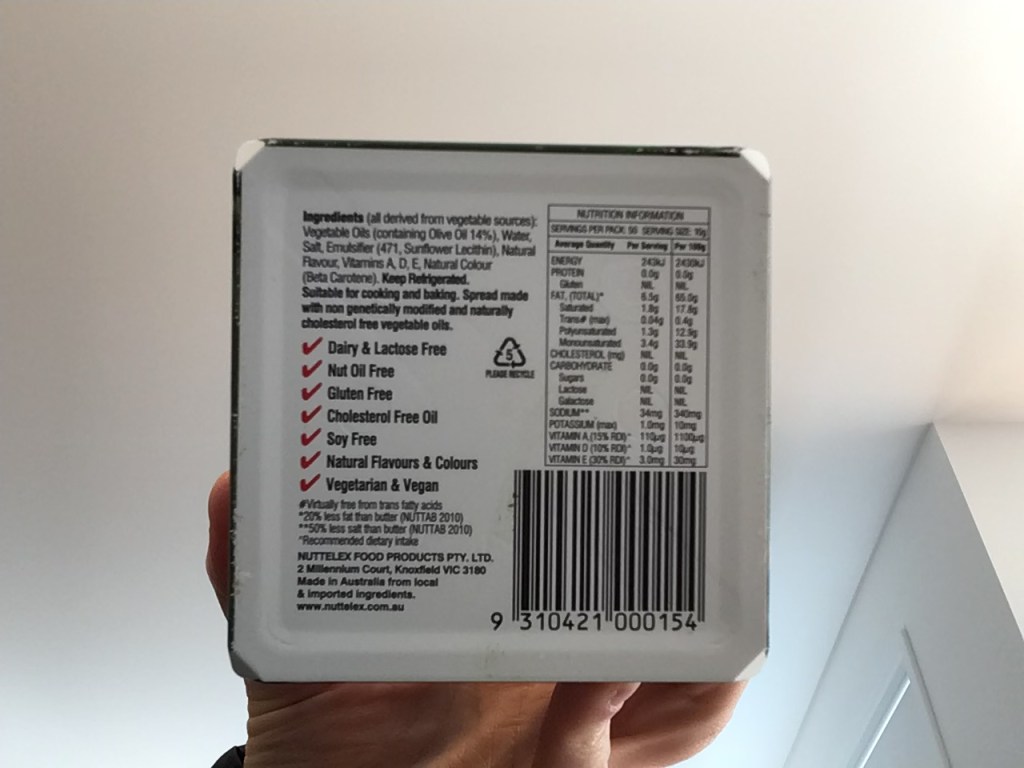 Ingredients (all derived from vegetable sources):
Vegetable Oils (containing Olive Oil 14%), Water,
Salt, Emulsifier (471, Sunflower Lecithin), Natural
Flavour, Vitamins A, D, E, Natural Colour
(Beta Carotene). Keep Refrigerated.
Suitable for cooking and baking. Spread made
with non genetically modified and naturally
cholesterol free vegetable oils.
Dairy & Lactose Free
Nut Oil Free
Gluten Free
Cholesterol Free Oil
Soy Free
Natural Flavours & Colours
Vegetarian & Vegan
#Virtually free from trans fatty acids
*20% less fat than butter (NUTTAB 2010)
**50% less salt than butter (NUTTAB 2010)
^Recommended dietary intake
NUTTELEX FOOD PRODUCTS PTY. LTD.
2 Millennium Court, Knoxfield VIC 3180
Made in Australia from local
& imported ingredients.
www.nuttelex.com.au
5
PLEASE RECYCLE
NUTRITION INFORMATION
SERVINGS PER PACK: 50 SERVING SIZE: 10g
Average Quantity Per Serving Per 100g
ENERGY 243kJ 2430kJ
PROTEIN 0.0g 0.0g
Gluten NIL NIL
FAT, (TOTAL)* 6.5g 65.0g
Saturated 1.8g 17.8g
Trans# (max) 0.04g 0.4g
Polyunsaturated 1.3g 12.9g
Monounsaturated 3.4g 33.9g
CHOLESTEROL (mg) NIL NIL
CARBOHYDRATE 0.0g 0.0g
Sugars 0.0g 0.0g
Lactose NIL NIL
Galactose NIL NIL
SODIUM** 34mg 340mg
POTASSIUM (max) 1.0mg 10mg
VITAMIN A (15% RDI)^ 110µg 1100µg
VITAMIN D (10% RDI)^ 1.0µg 10µg
VITAMIN E (30% RDI)^ 3.0mg 30mg
9 310421 000154